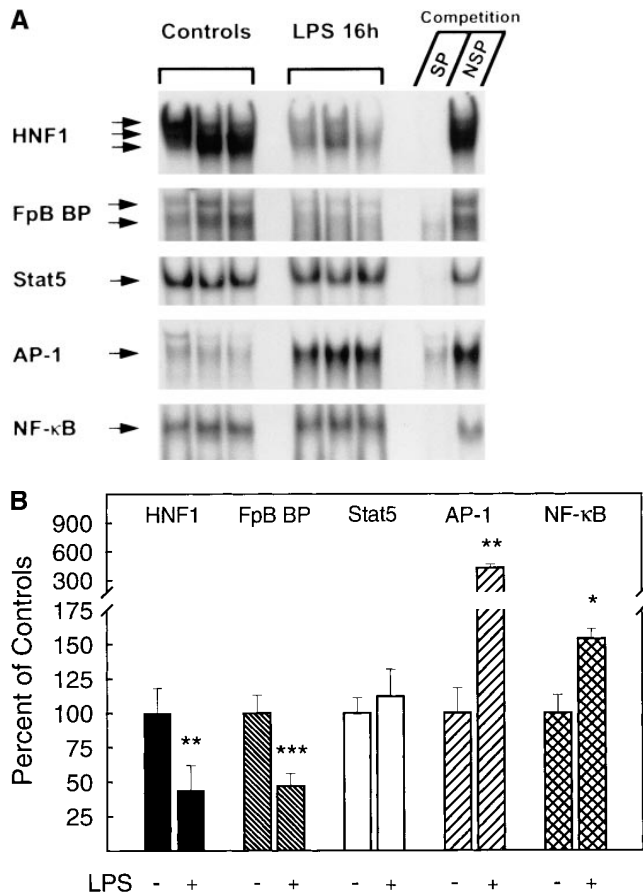 A
Competition
Controls LPS 16h SP NSP
HNF1
FpB BP
Stat5
AP-1
NF-κB
B
HNF1 FpB BP Stat5 AP-1 NF-κB
900
600
300
175
150
125
100
75
50
25
Percent of Controls
** *** ** *
LPS - + - + - + - + - +